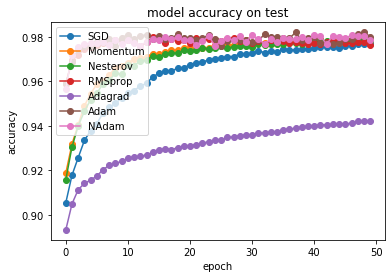 model accuracy on test
SGD
Momentum
Nesterov
RMSprop
Adagrad
Adam
NAdam
accuracy
0.98
0.96
0.94
0.92
0.90
0
10
20
30
40
50
epoch